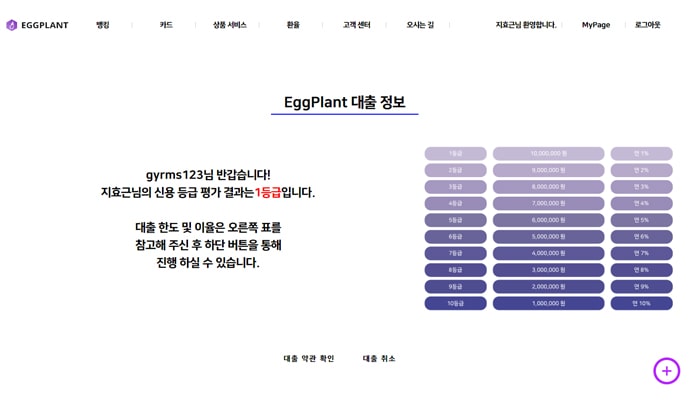 EGGPLANT 뱅킹 카드 상품 서비스 환율 고객 센터 오시는 길 지효근님 환영합니다. MyPage 로그아웃
EggPlant 대출 정보
gyrms123님 반갑습니다!
지효근님의 신용 등급 평가 결과는 1등급입니다.
대출 한도 및 이율은 오른쪽 표를
참고해 주신 후 하단 버튼을 통해
진행 하실 수 있습니다.
1등급 10,000,000 원 연 1%
2등급 9,000,000 원 연 2%
3등급 8,000,000 원 연 3%
4등급 7,000,000 원 연 4%
5등급 6,000,000 원 연 5%
6등급 5,000,000 원 연 6%
7등급 4,000,000 원 연 7%
8등급 3,000,000 원 연 8%
9등급 2,000,000 원 연 9%
10등급 1,000,000 원 연 10%
대출 약관 확인 대출 취소